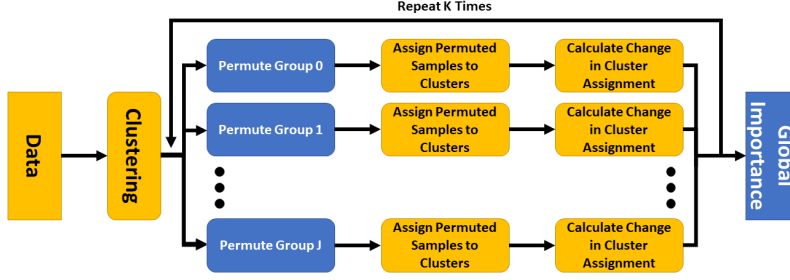 Repeat K Times
Data
Clustering
Permute Group 0
Assign Permuted
Samples to
Clusters
Calculate Change
in Cluster
Assignment
Permute Group 1
Assign Permuted
Samples to
Clusters
Calculate Change
in Cluster
Assignment
Permute Group J
Assign Permuted
Samples to
Clusters
Calculate Change
in Cluster
Assignment
Global
Importance